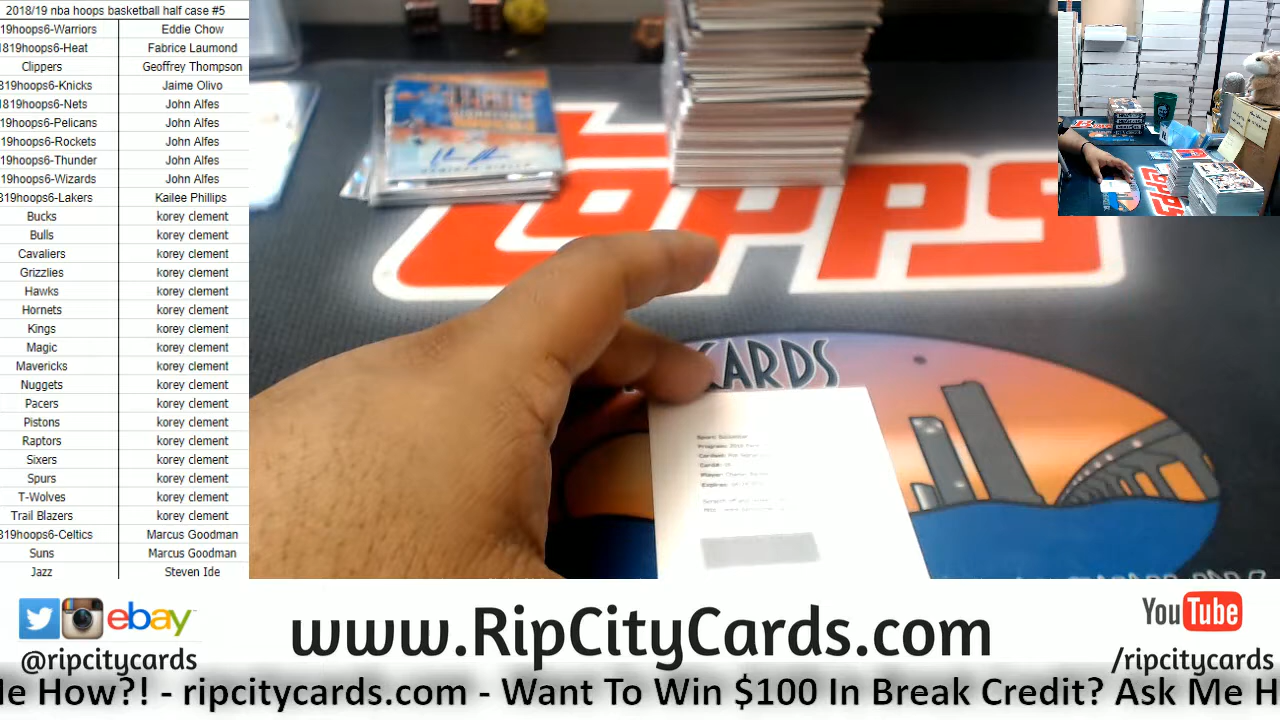 2018/19 nba hoops basketball half case #5
19hoops6-Warriors Eddie Chow
1819hoops6-Heat Fabrice Laumond
Clippers Geoffrey Thompson
819hoops6-Knicks Jaime Olivo
1819hoops6-Nets John Alfes
819hoops6-Pelicans John Alfes
819hoops6-Rockets John Alfes
819hoops6-Thunder John Alfes
819hoops6-Wizards John Alfes
819hoops6-Lakers Kailee Phillips
Bucks korey clement
Bulls korey clement
Cavaliers korey clement
Grizzlies korey clement
Hawks korey clement
Hornets korey clement
Kings korey clement
Magic korey clement
Mavericks korey clement
Nuggets korey clement
Pacers korey clement
Pistons korey clement
Raptors korey clement
Sixers korey clement
Spurs korey clement
T-Wolves korey clement
Trail Blazers korey clement
819hoops6-Celtics Marcus Goodman
Suns Marcus Goodman
Jazz Steven Ide
Topps
CARDS
ebay
@ripcitycards
www.RipCityCards.com
YouTube
/ripcitycards
Me How?! - ripcitycards.com - Want To Win $100 In Break Credit? Ask Me H